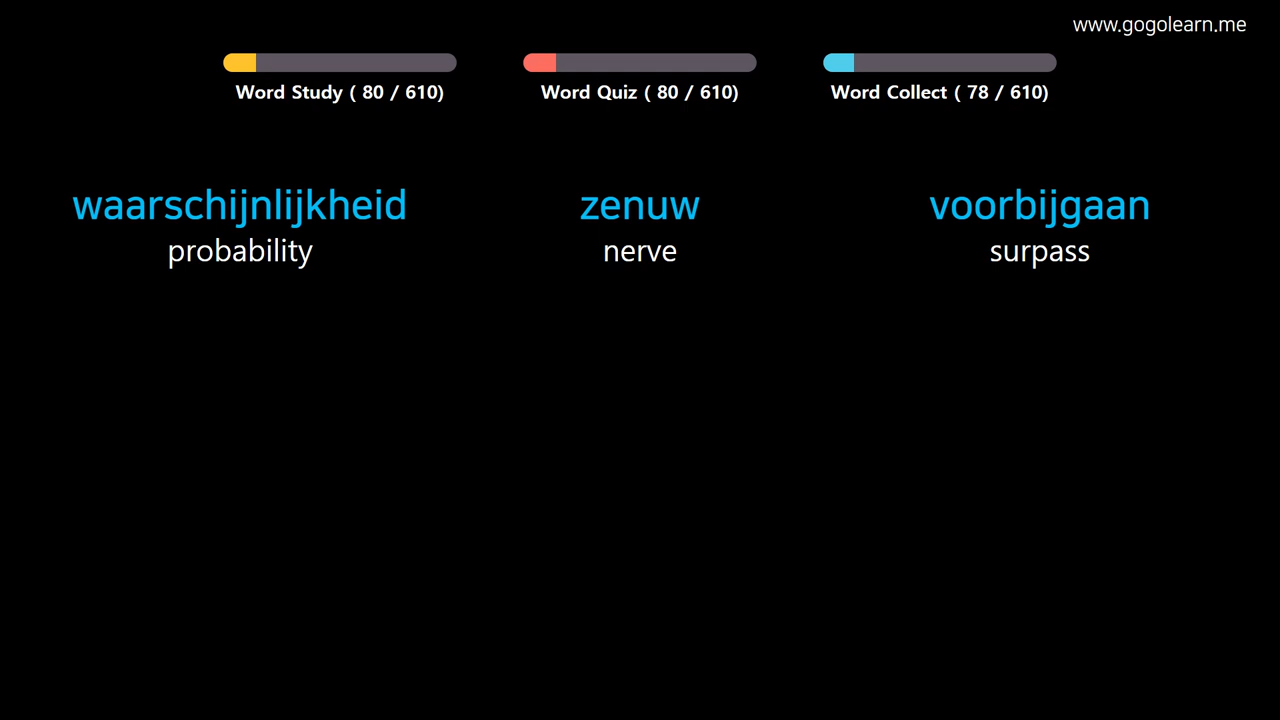 www.gogolearn.me
Word Study ( 80 / 610)
Word Quiz ( 80 / 610)
Word Collect ( 78 / 610)
waarschijnlijkheid
probability
zenuw
nerve
voorbijgaan
surpass